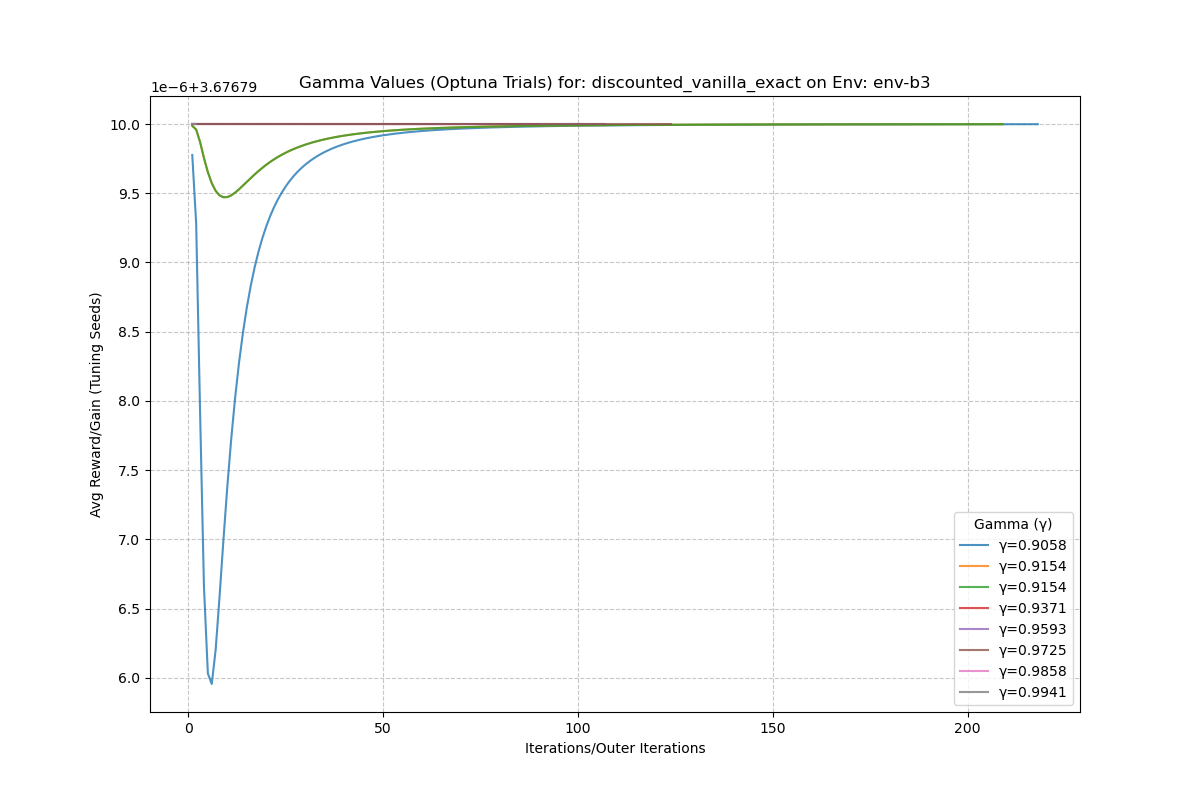 Gamma Values (Optuna Trials) for: discounted_vanilla_exact on Env: env-b3
1e-6+3.67679
10.0
9.5
9.0
8.5
8.0
7.5
7.0
6.5
6.0
Avg Reward/Gain (Tuning Seeds)
Gamma (γ)
γ=0.9058
γ=0.9154
γ=0.9154
γ=0.9371
γ=0.9593
γ=0.9725
γ=0.9858
γ=0.9941
0 50 100 150 200
Iterations/Outer Iterations